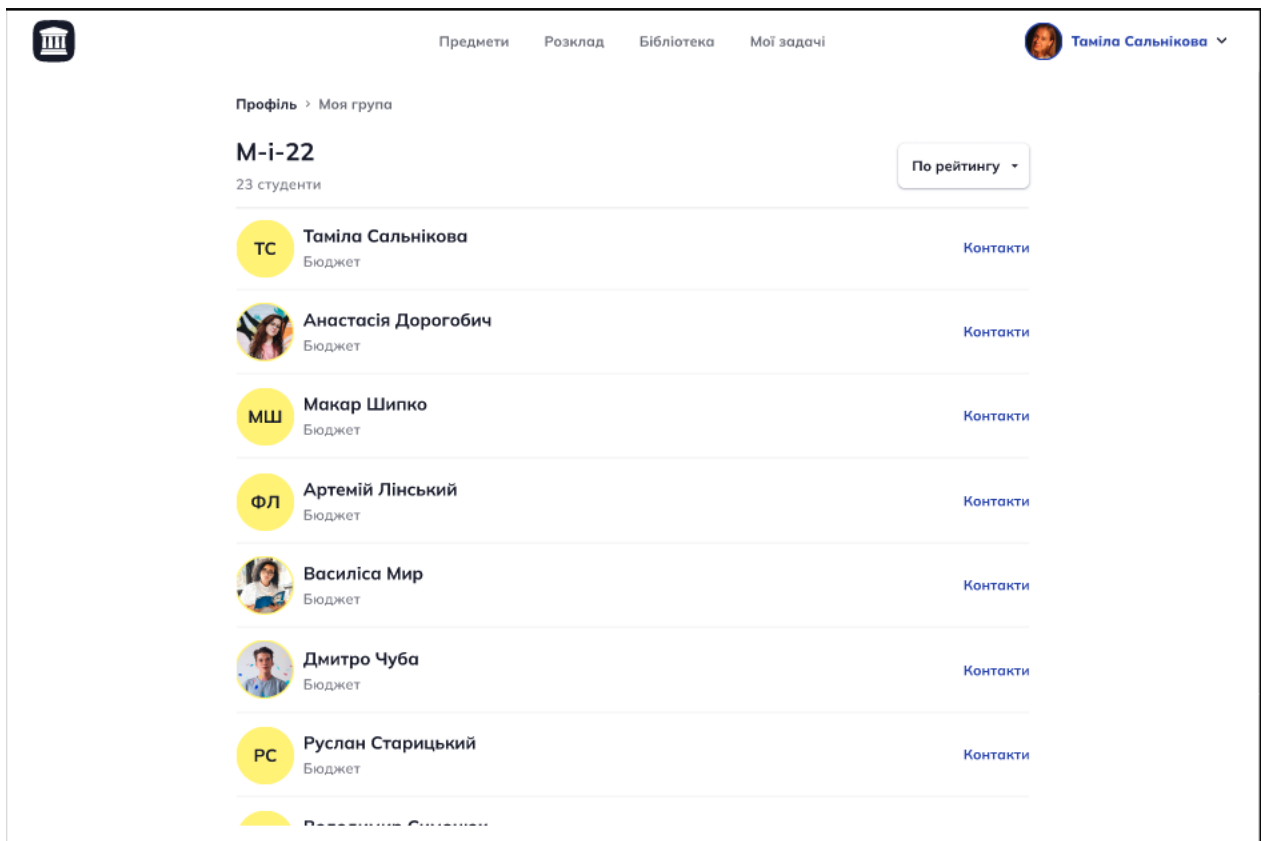 Предмети Розклад Бібліотека Мої задачі Таміла Сальнікова
Профіль > Моя група
М-і-22
По рейтингу
23 студенти
ТС
Таміла Сальнікова
Бюджет
Контакти
Анастасія Дорогобич
Бюджет
Контакти
МШ
Макар Шипко
Бюджет
Контакти
ФЛ
Артемій Лінський
Бюджет
Контакти
Василіса Мир
Бюджет
Контакти
Дмитро Чуба
Бюджет
Контакти
РС
Руслан Старицький
Бюджет
Контакти